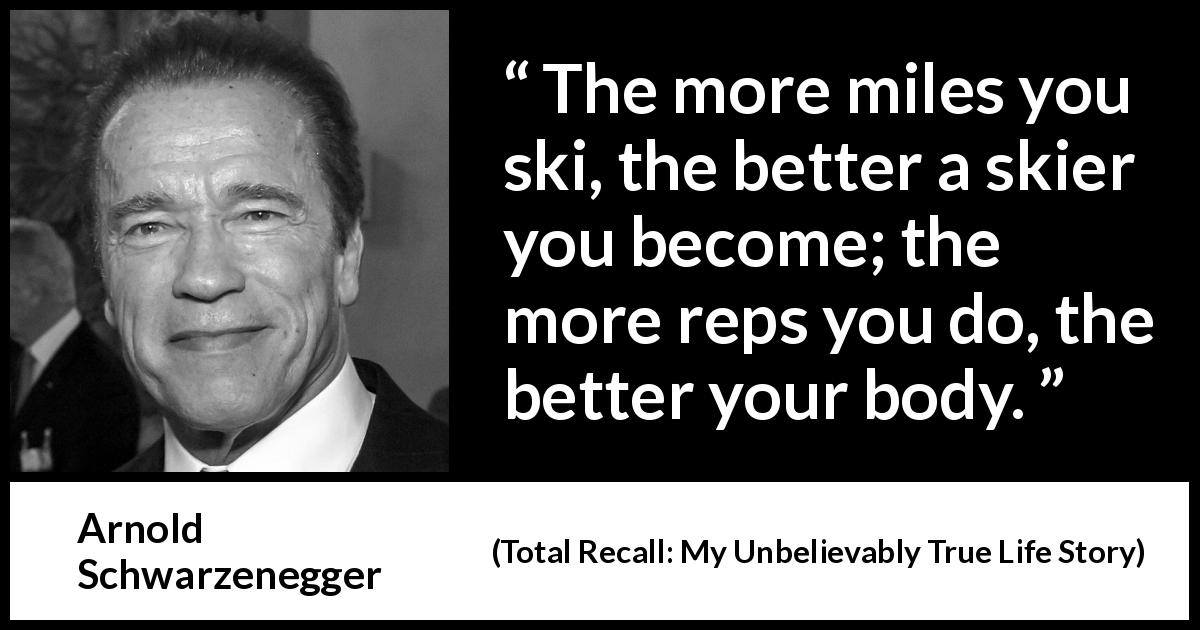 “ The more miles you
ski, the better a skier
you become; the
more reps you do, the
better your body. ”
Arnold
Schwarzenegger
(Total Recall: My Unbelievably True Life Story)